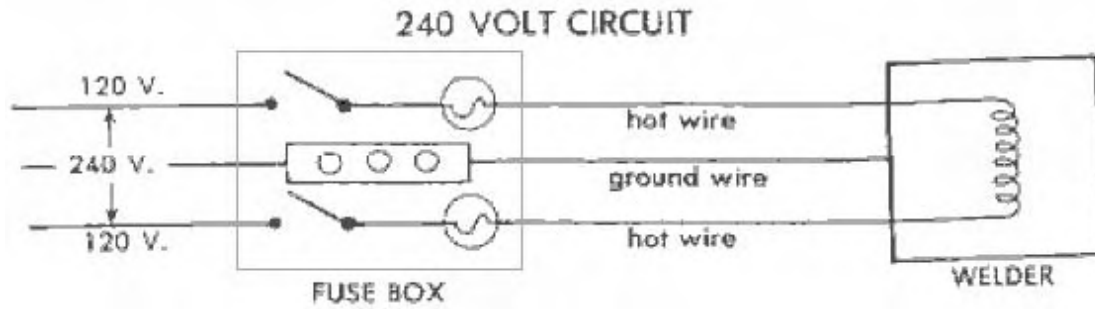 240 VOLT CIRCUIT
120 V.
hot wire
240 V.
ground wire
120 V.
hot wire
FUSE BOX
WELDER